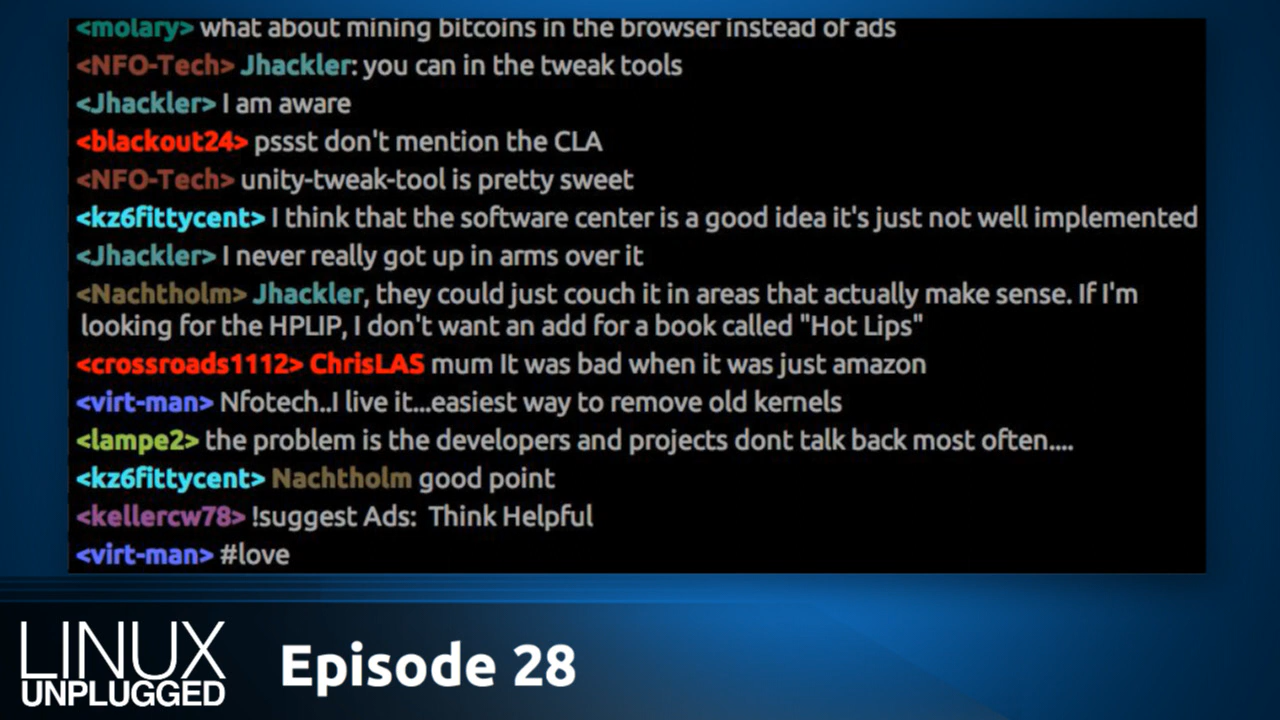 <molary> what about mining bitcoins in the browser instead of ads
<NFO-Tech> Jhackler: you can in the tweak tools
<Jhackler> I am aware
<blackout24> pssst don't mention the CLA
<NFO-Tech> unity-tweak-tool is pretty sweet
<kz6fittycent> I think that the software center is a good idea it's just not well implemented
<Jhackler> I never really got up in arms over it
<Nachtholm> Jhackler, they could just couch it in areas that actually make sense. If I'm
looking for the HPLIP, I don't want an add for a book called "Hot Lips"
<crossroads1112> ChrisLAS mum It was bad when it was just amazon
<virt-man> Nfotech..I live it...easiest way to remove old kernels
<lampe2> the problem is the developers and projects dont talk back most often....
<kz6fittycent> Nachtholm good point
<kellercw78> !suggest Ads:  Think Helpful
<virt-man> #love
LINUX
UNPLUGGED
Episode 28